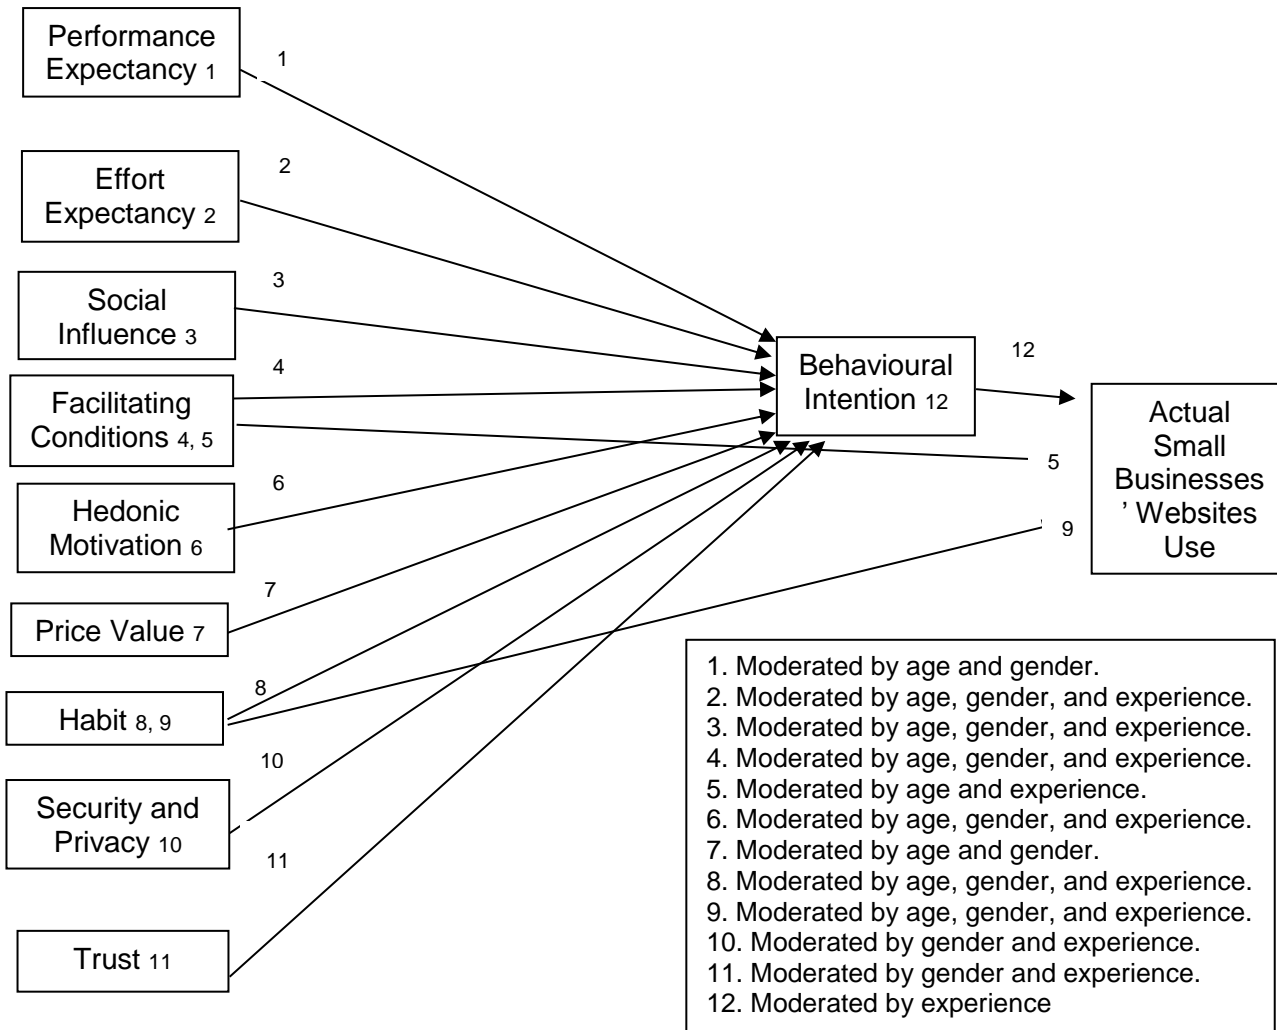 Performance
Expectancy 1
1
Effort
Expectancy 2
2
Social
Influence 3
3
Facilitating
Conditions 4, 5
4
Hedonic
Motivation 6
6
Price Value 7
7
Habit 8, 9
8
Security and
Privacy 10
10
Trust 11
11
Behavioural
Intention 12
12
5
9
Actual
Small
Businesses
’ Websites
Use
1. Moderated by age and gender.
2. Moderated by age, gender, and experience.
3. Moderated by age, gender, and experience.
4. Moderated by age, gender, and experience.
5. Moderated by age and experience.
6. Moderated by age, gender, and experience.
7. Moderated by age and gender.
8. Moderated by age, gender, and experience.
9. Moderated by age, gender, and experience.
10. Moderated by gender and experience.
11. Moderated by gender and experience.
12. Moderated by experience